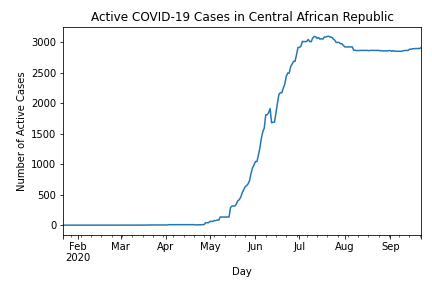 Active COVID-19 Cases in Central African Republic
Number of Active Cases
3000
2500
2000
1500
1000
500
0
Feb Mar Apr May Jun Jul Aug Sep
2020
Day